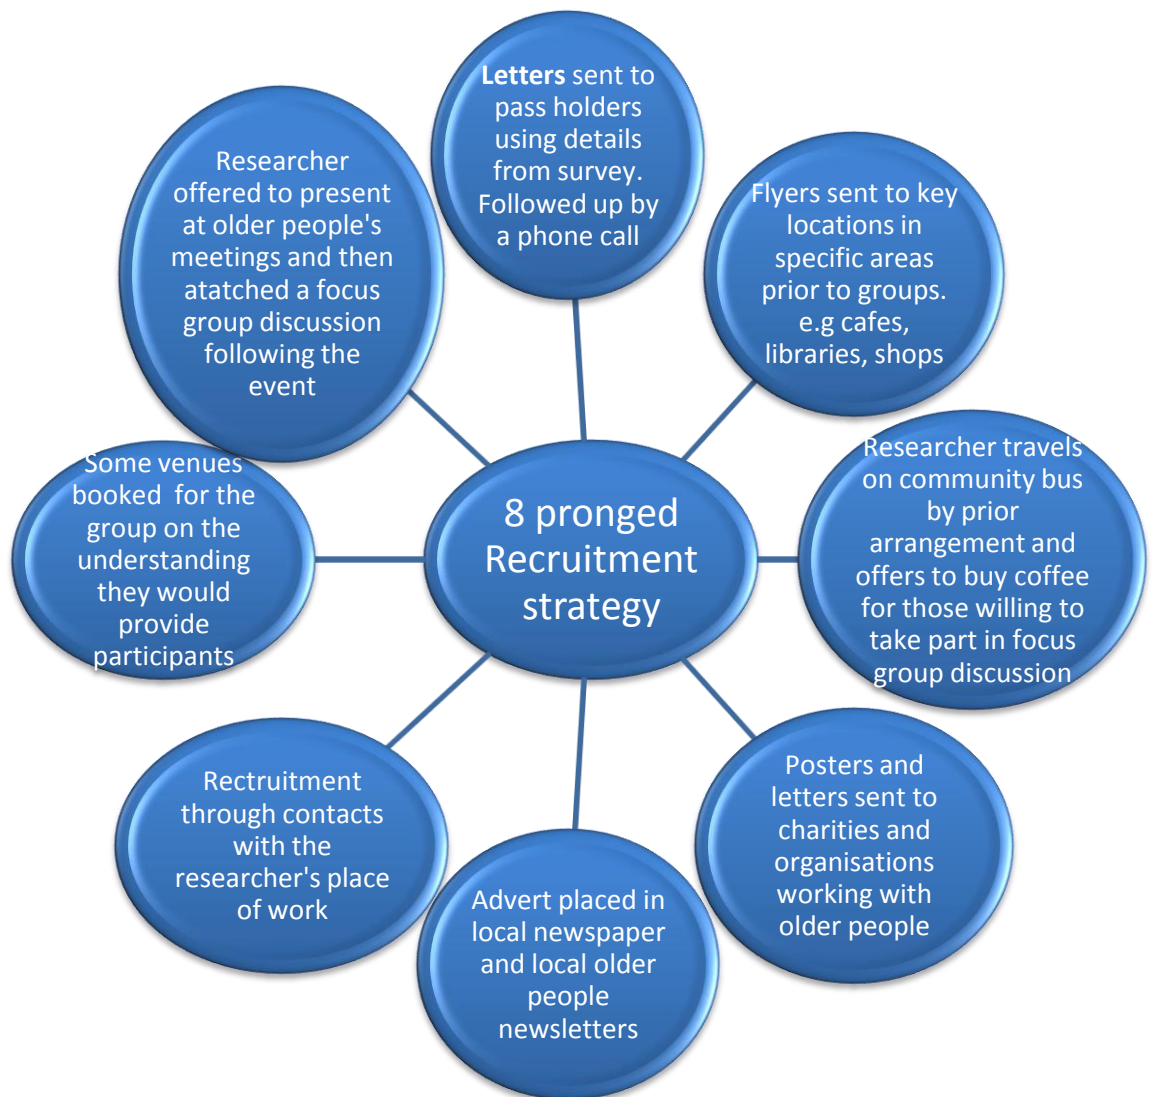 Letters sent to
pass holders
using details
from survey.
Followed up by
a phone call
Flyers sent to key
locations in
specific areas
prior to groups.
e.g cafes,
libraries, shops
Researcher travels
on community bus
by prior
arrangement and
offers to buy coffee
for those willing to
take part in focus
group discussion
Posters and
letters sent to
charities and
organisations
working with
older people
Advert placed in
local newspaper
and local older
people
newsletters
Rectruitment
through contacts
with the
researcher's place
of work
Some venues
booked for the
group on the
understanding
they would
provide
participants
Researcher
offered to present
at older people's
meetings and then
atatched a focus
group discussion
following the
event
8 pronged
Recruitment
strategy